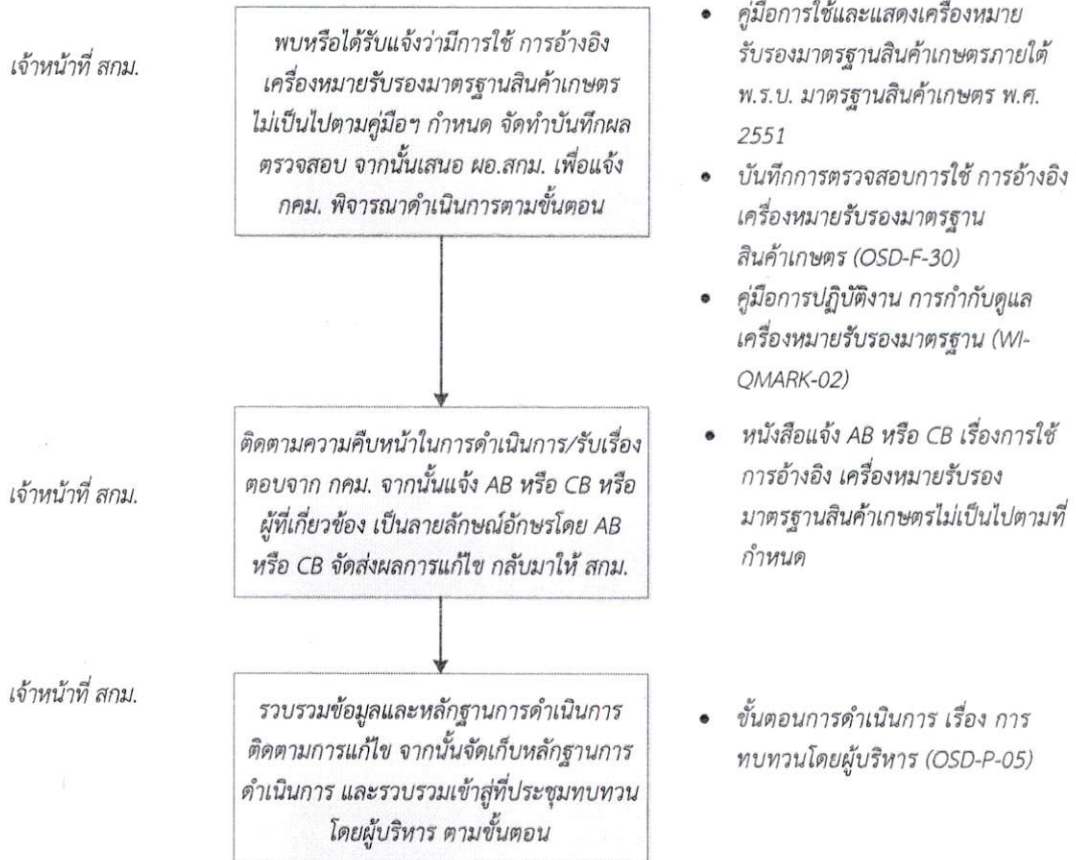 เจ้าหน้าที่ สกม.
พบหรือได้รับแจ้งว่ามีการใช้ การอ้างอิง
เครื่องหมายรับรองมาตรฐานสินค้าเกษตร
ไม่เป็นไปตามคู่มือฯ กำหนด จัดทำบันทึกผล
ตรวจสอบ จากนั้นเสนอ ผอ.สกม. เพื่อแจ้ง
กคม. พิจารณาดำเนินการตามขั้นตอน
• คู่มือการใช้และแสดงเครื่องหมาย
รับรองมาตรฐานสินค้าเกษตรภายใต้
พ.ร.บ. มาตรฐานสินค้าเกษตร พ.ศ.
2551
• บันทึกการตรวจสอบการใช้ การอ้างอิง
เครื่องหมายรับรองมาตรฐาน
สินค้าเกษตร (OSD-F-30)
• คู่มือการปฏิบัติงาน การกำกับดูแล
เครื่องหมายรับรองมาตรฐาน (WI-
QMARK-02)
เจ้าหน้าที่ สกม.
ติดตามความคืบหน้าในการดำเนินการ/รับเรื่อง
ตอบจาก กคม. จากนั้นแจ้ง AB หรือ CB หรือ
ผู้ที่เกี่ยวข้อง เป็นลายลักษณ์อักษรโดย AB
หรือ CB จัดส่งผลการแก้ไข กลับมาให้ สกม.
• หนังสือแจ้ง AB หรือ CB เรื่องการใช้
การอ้างอิง เครื่องหมายรับรอง
มาตรฐานสินค้าเกษตรไม่เป็นไปตามที่
กำหนด
เจ้าหน้าที่ สกม.
รวบรวมข้อมูลและหลักฐานการดำเนินการ
ติดตามการแก้ไข จากนั้นจัดเก็บหลักฐานการ
ดำเนินการ และรวบรวมเข้าสู่ที่ประชุมทบทวน
โดยผู้บริหาร ตามขั้นตอน
• ขั้นตอนการดำเนินการ เรื่อง การ
ทบทวนโดยผู้บริหาร (OSD-P-05)